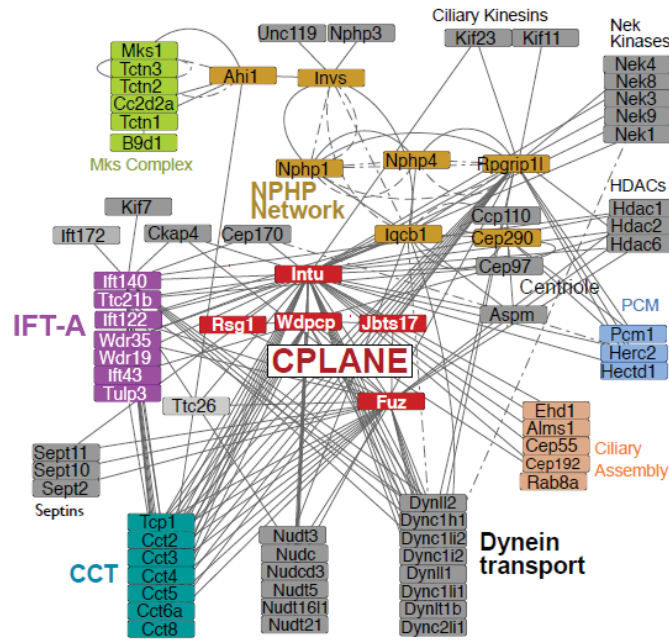 Ciliary Kinesins
Unc119 Nphp3
Kif23 Kif11
Nek
Kinases
Mks1
Tctn3
Tctn2
Cc2d2a
Tctn1
B9d1
Mks Complex
Ahi1
Invs
Nek4
Nek8
Nek3
Nek9
Nek1
Nphp1
Nphp4
Rpgrip1l
NPHP
Network
HDACs
Kif7
Ift172
Ckap4
Cep170
Iqcb1
Ccp110
Cep290
Cep97
Centriole
Hdac1
Hdac2
Hdac6
Intu
IFT-A
Ift140
Ttc21b
Ift122
Wdr35
Wdr19
Ift43
Tulp3
Rsg1
Wdpcp
Jbts17
Aspm
PCM
Pcm1
Herc2
Hectd1
CPLANE
Ttc26
Fuz
Ehd1
Alms1
Cep55
Cep192
Rab8a
Ciliary
Assembly
Sept11
Sept10
Sept2
Septins
CCT
Tcp1
Cct2
Cct3
Cct4
Cct5
Cct6a
Cct8
Nudt3
Nudc
Nudcd3
Nudt5
Nudt16l1
Nudt21
Dynll2
Dync1h1
Dync1li2
Dync1i2
Dynll1
Dync1li1
Dynlt1b
Dync2li1
Dynein
transport